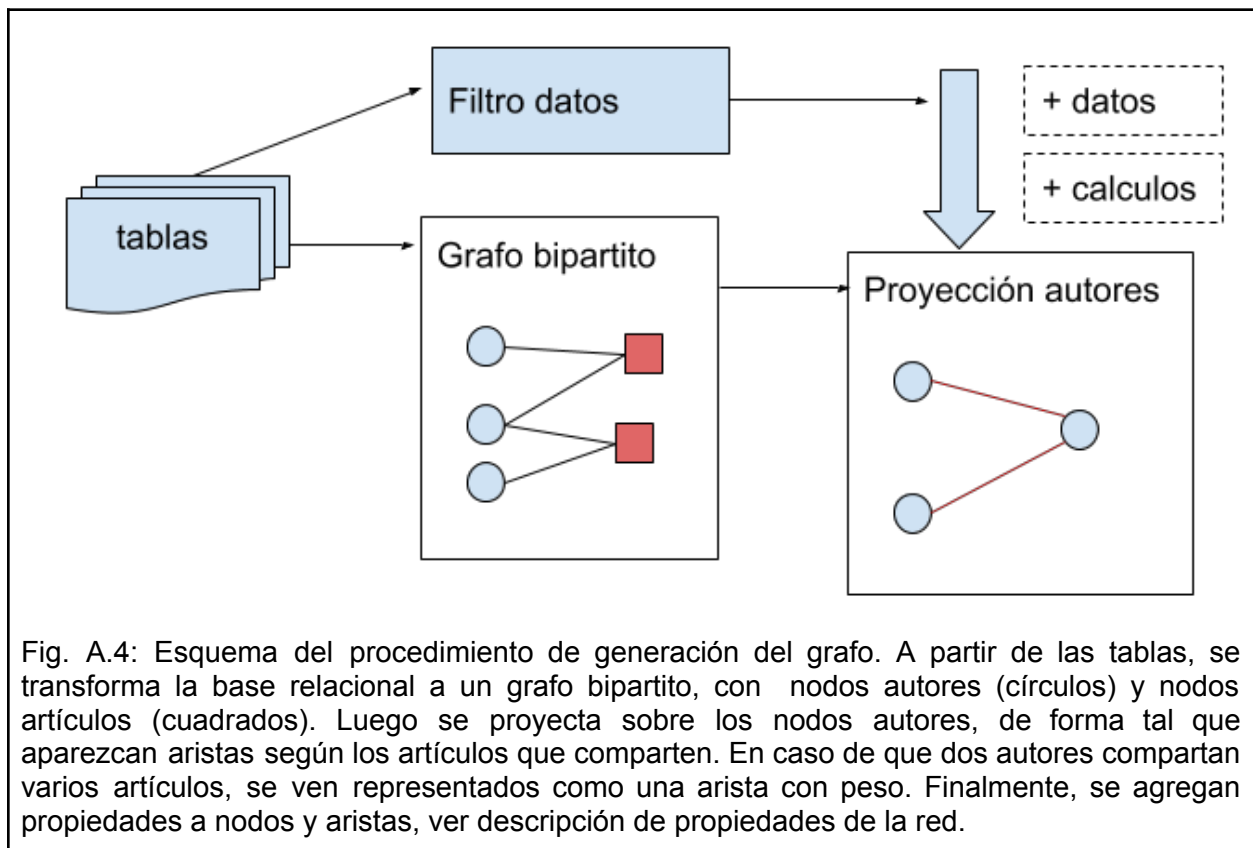 Filtro datos
+ datos
+ calculos
tablas
Grafo bipartito
Proyección autores
Fig. A.4: Esquema del procedimiento de generación del grafo. A partir de las tablas, se
transforma la base relacional a un grafo bipartito, con nodos autores (círculos) y nodos
artículos (cuadrados). Luego se proyecta sobre los nodos autores, de forma tal que
aparezcan aristas según los artículos que comparten. En caso de que dos autores compartan
varios artículos, se ven representados como una arista con peso. Finalmente, se agregan
propiedades a nodos y aristas, ver descripción de propiedades de la red.